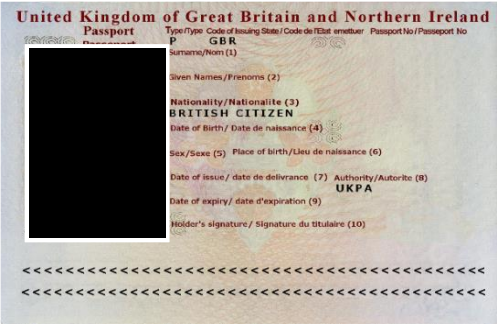 United Kingdom of Great Britain and Northern Ireland
Passport Type/Type Code of Issuing State/Code de l'Etat emettuer Passport No/Passeport No
Passeport P GBR
Surname/Nom (1)
Given Names/Prenoms (2)
Nationality/Nationalite (3)
BRITISH CITIZEN
Date of Birth/ Date de naissance (4)
Sex/Sexe (5) Place of birth/Lieu de naissance (6)
Date of issue/ date de delivrance (7) Authority/Autorite (8)
UKPA
Date of expiry/ date d'expiration (9)
Holder's signature/ Signature du titulaire (10)
<<<<<<<<<<<<<<<<<<<<<<<<<<<<<<<<<<<<<<<<<<<<
<<<<<<<<<<<<<<<<<<<<<<<<<<<<<<<<<<<<<<<<<<<<